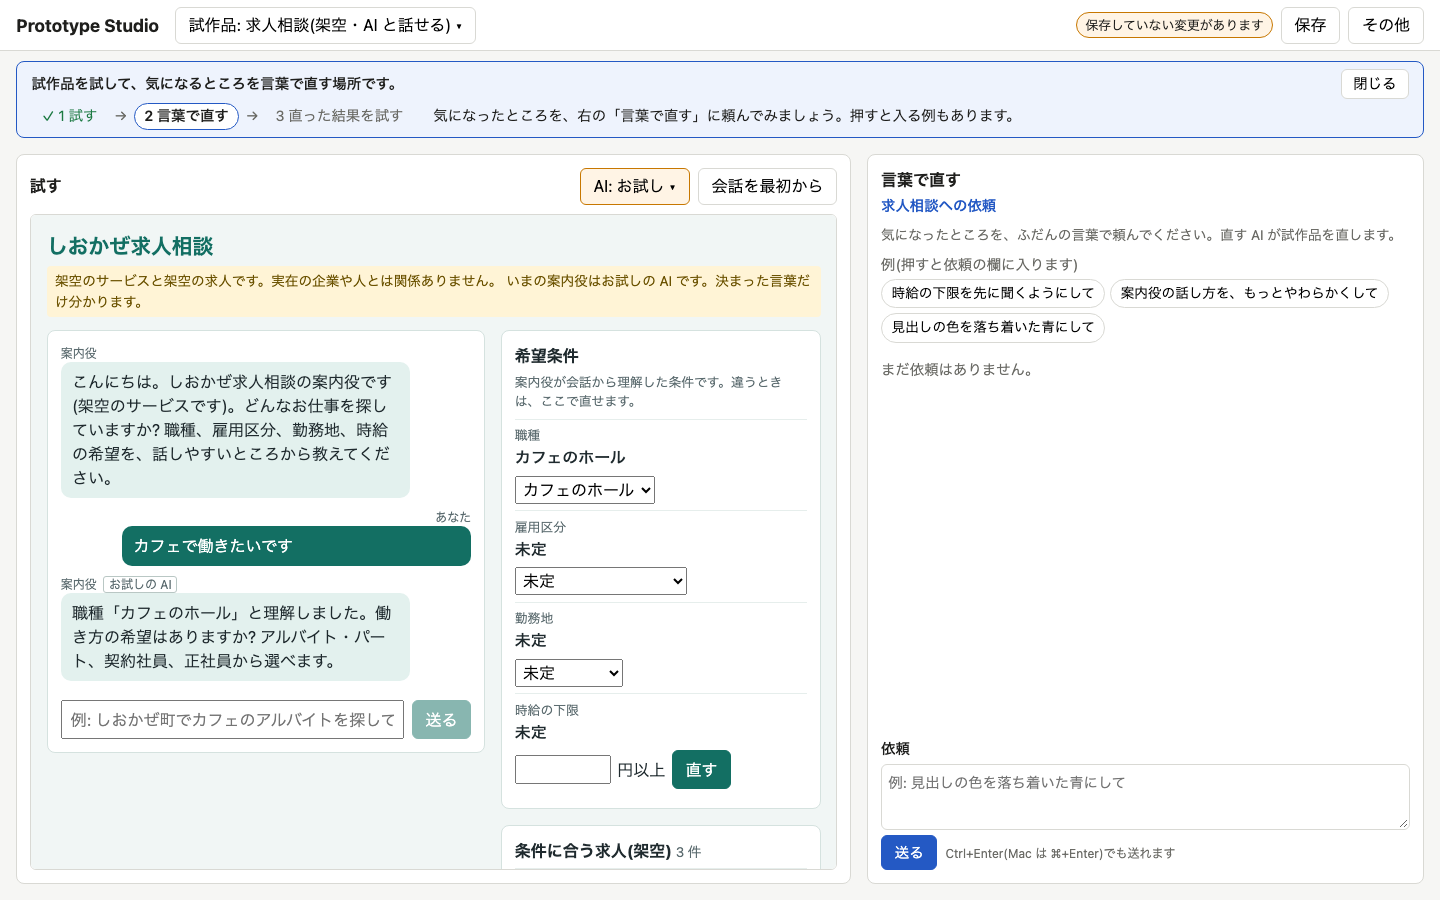 Prototype Studio
試作品: 求人相談(架空・AI と話せる) ▾
保存していない変更があります
保存
その他
試作品を試して、気になるところを言葉で直す場所です。
閉じる
✓ 1 試す → 2 言葉で直す → 3 直った結果を試す 気になったところを、右の「言葉で直す」に頼んでみましょう。押すと入る例もあります。
試す
AI: お試し ▾
会話を最初から
しおかぜ求人相談
架空のサービスと架空の求人です。実在の企業や人とは関係ありません。 いまの案内役はお試しの AI です。決まった言葉だ
け分かります。
案内役
こんにちは。しおかぜ求人相談の案内役です
(架空のサービスです)。どんなお仕事を探し
ていますか? 職種、雇用区分、勤務地、時給
の希望を、話しやすいところから教えてくだ
さい。
あなた
カフェで働きたいです
案内役 お試しの AI
職種「カフェのホール」と理解しました。働
き方の希望はありますか? アルバイト・パー
ト、契約社員、正社員から選べます。
例: しおかぜ町でカフェのアルバイトを探して
送る
希望条件
案内役が会話から理解した条件です。違うとき
は、ここで直せます。
職種
カフェのホール
カフェのホール
雇用区分
未定
未定
勤務地
未定
未定
時給の下限
未定
円以上 直す
条件に合う求人(架空) 3 件
言葉で直す
求人相談への依頼
気になったところを、ふだんの言葉で頼んでください。直す AI が試作品を直します。
例(押すと依頼の欄に入ります)
時給の下限を先に聞くようにして
案内役の話し方を、もっとやわらかくして
見出しの色を落ち着いた青にして
まだ依頼はありません。
依頼
例: 見出しの色を落ち着いた青にして
送る
Ctrl+Enter(Mac は ⌘+Enter)でも送れます